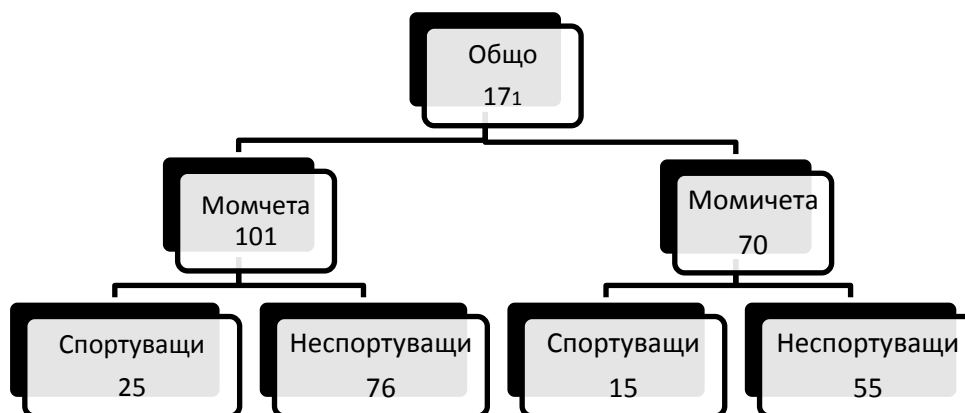 Общо
171
Момчета
101
Момичета
70
Спортуващи
25
Неспортуващи
76
Спортуващи
15
Неспортуващи
55